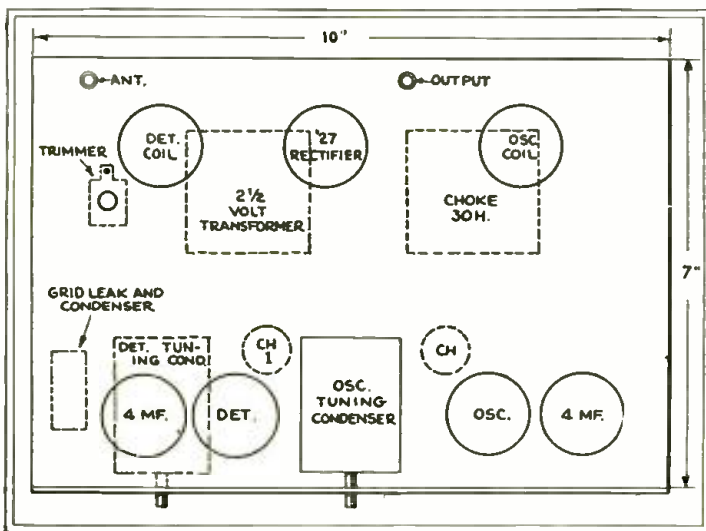 10"
ANT.
OUTPUT
DET.
COIL
'27
RECTIFIER
OSC
COIL
TRIMMER
2½
VOLT
TRANSFORMER
CHOKE
30H.
7"
GRID LEAK AND
CONDENSER
DET. TUN-
ING COND.
CH
1
OSC.
TUNING
CONDENSER
CH
4 MF.
DET.
OSC.
4 MF.